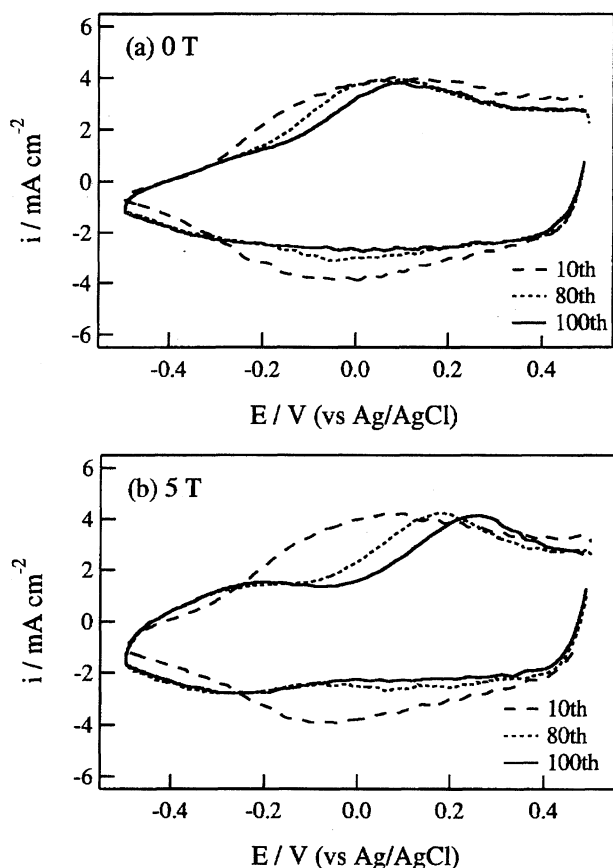 (a) 0 T
6
4
2
0
-2
-4
-6
i / mA cm⁻²
10th
80th
100th
-0.4 -0.2 0.0 0.2 0.4
E / V (vs Ag/AgCl)
(b) 5 T
6
4
2
0
-2
-4
-6
i / mA cm⁻²
10th
80th
100th
-0.4 -0.2 0.0 0.2 0.4
E / V (vs Ag/AgCl)